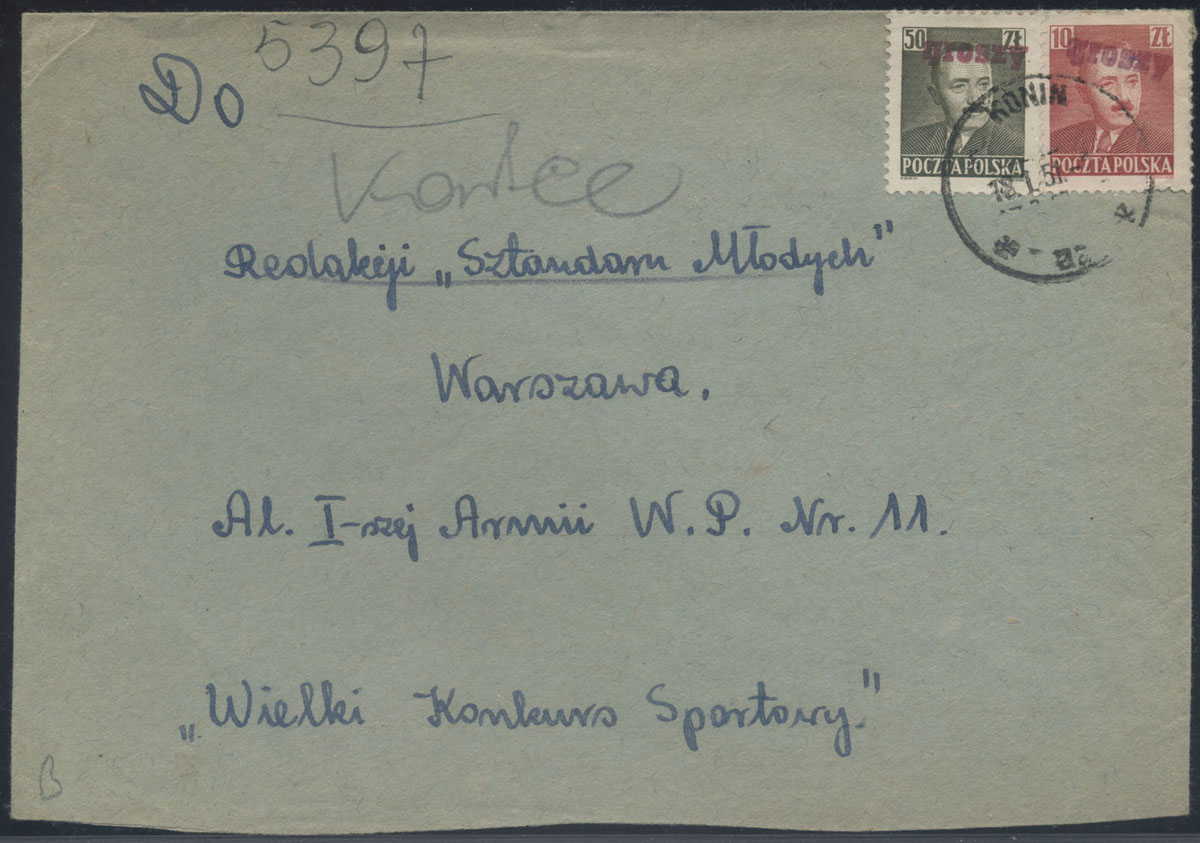 5397
Do
50 ZŁ
groszy
POCZTA POLSKA
10 ZŁ
groszy
POCZTA POLSKA
KONIN
Redakcji „Sztandaru Młodych”
Warszawa.
Al. I-szej Armii W. P. Nr. 11.
„Wielki Konkurs Sportowy.”
B